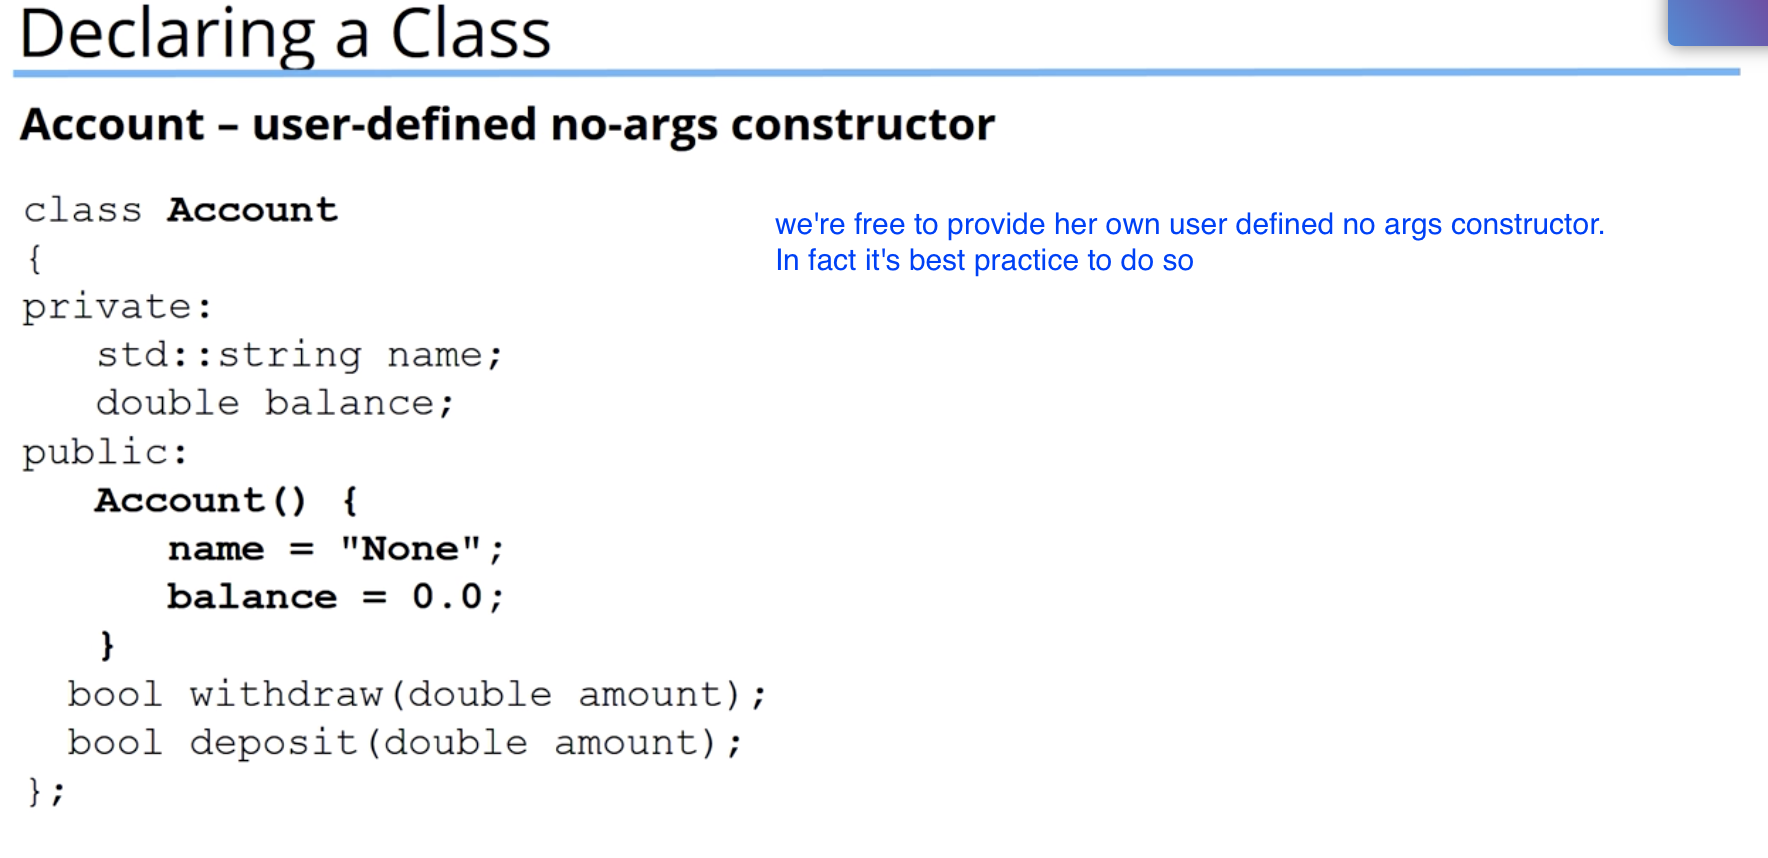 Declaring a Class
Account – user-defined no-args constructor
class Account
{
private:
std::string name;
double balance;
public:
Account() {
name = "None";
balance = 0.0;
}
bool withdraw(double amount);
bool deposit(double amount);
};
we're free to provide her own user defined no args constructor.
In fact it's best practice to do so